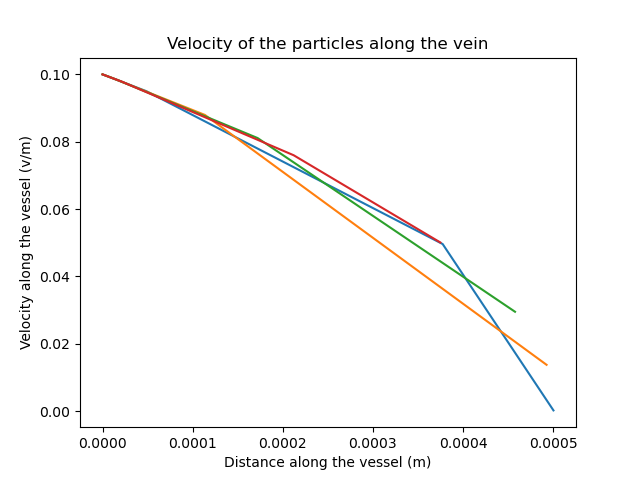 Velocity of the particles along the vein
0.10
0.08
0.06
0.04
0.02
0.00
Velocity along the vessel (v/m)
0.0000 0.0001 0.0002 0.0003 0.0004 0.0005
Distance along the vessel (m)